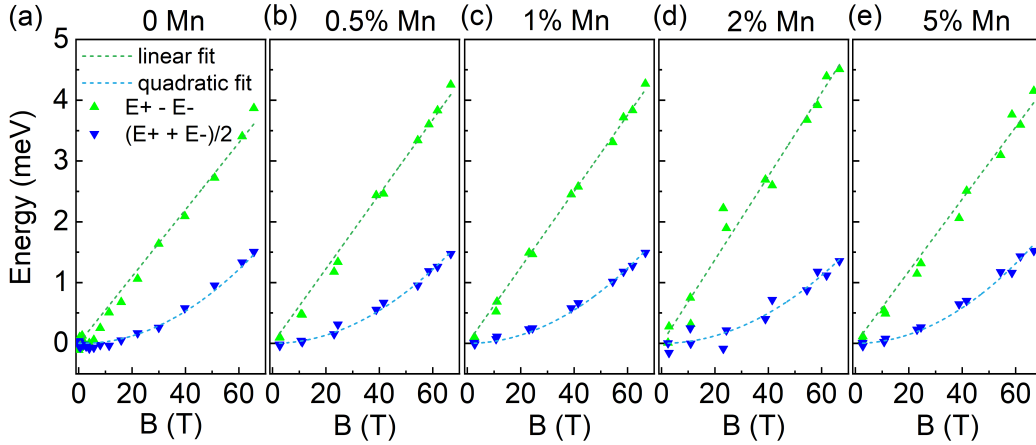 (a) 0 Mn (b) 0.5% Mn (c) 1% Mn (d) 2% Mn (e) 5% Mn
5
4
3
2
1
0
Energy (meV)
linear fit
quadratic fit
E+ - E-
(E+ + E-)/2
0 20 40 60 0 20 40 60 0 20 40 60 0 20 40 60 0 20 40 60
B (T) B (T) B (T) B (T) B (T)